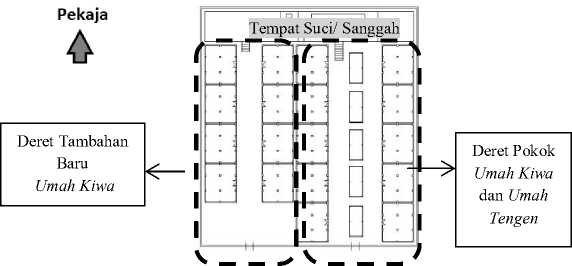 Pekaja
Tempat Suci/ Sanggah
Deret Tambahan
Baru
Umah Kiwa
Deret Pokok
Umah Kiwa
dan Umah
Tengen